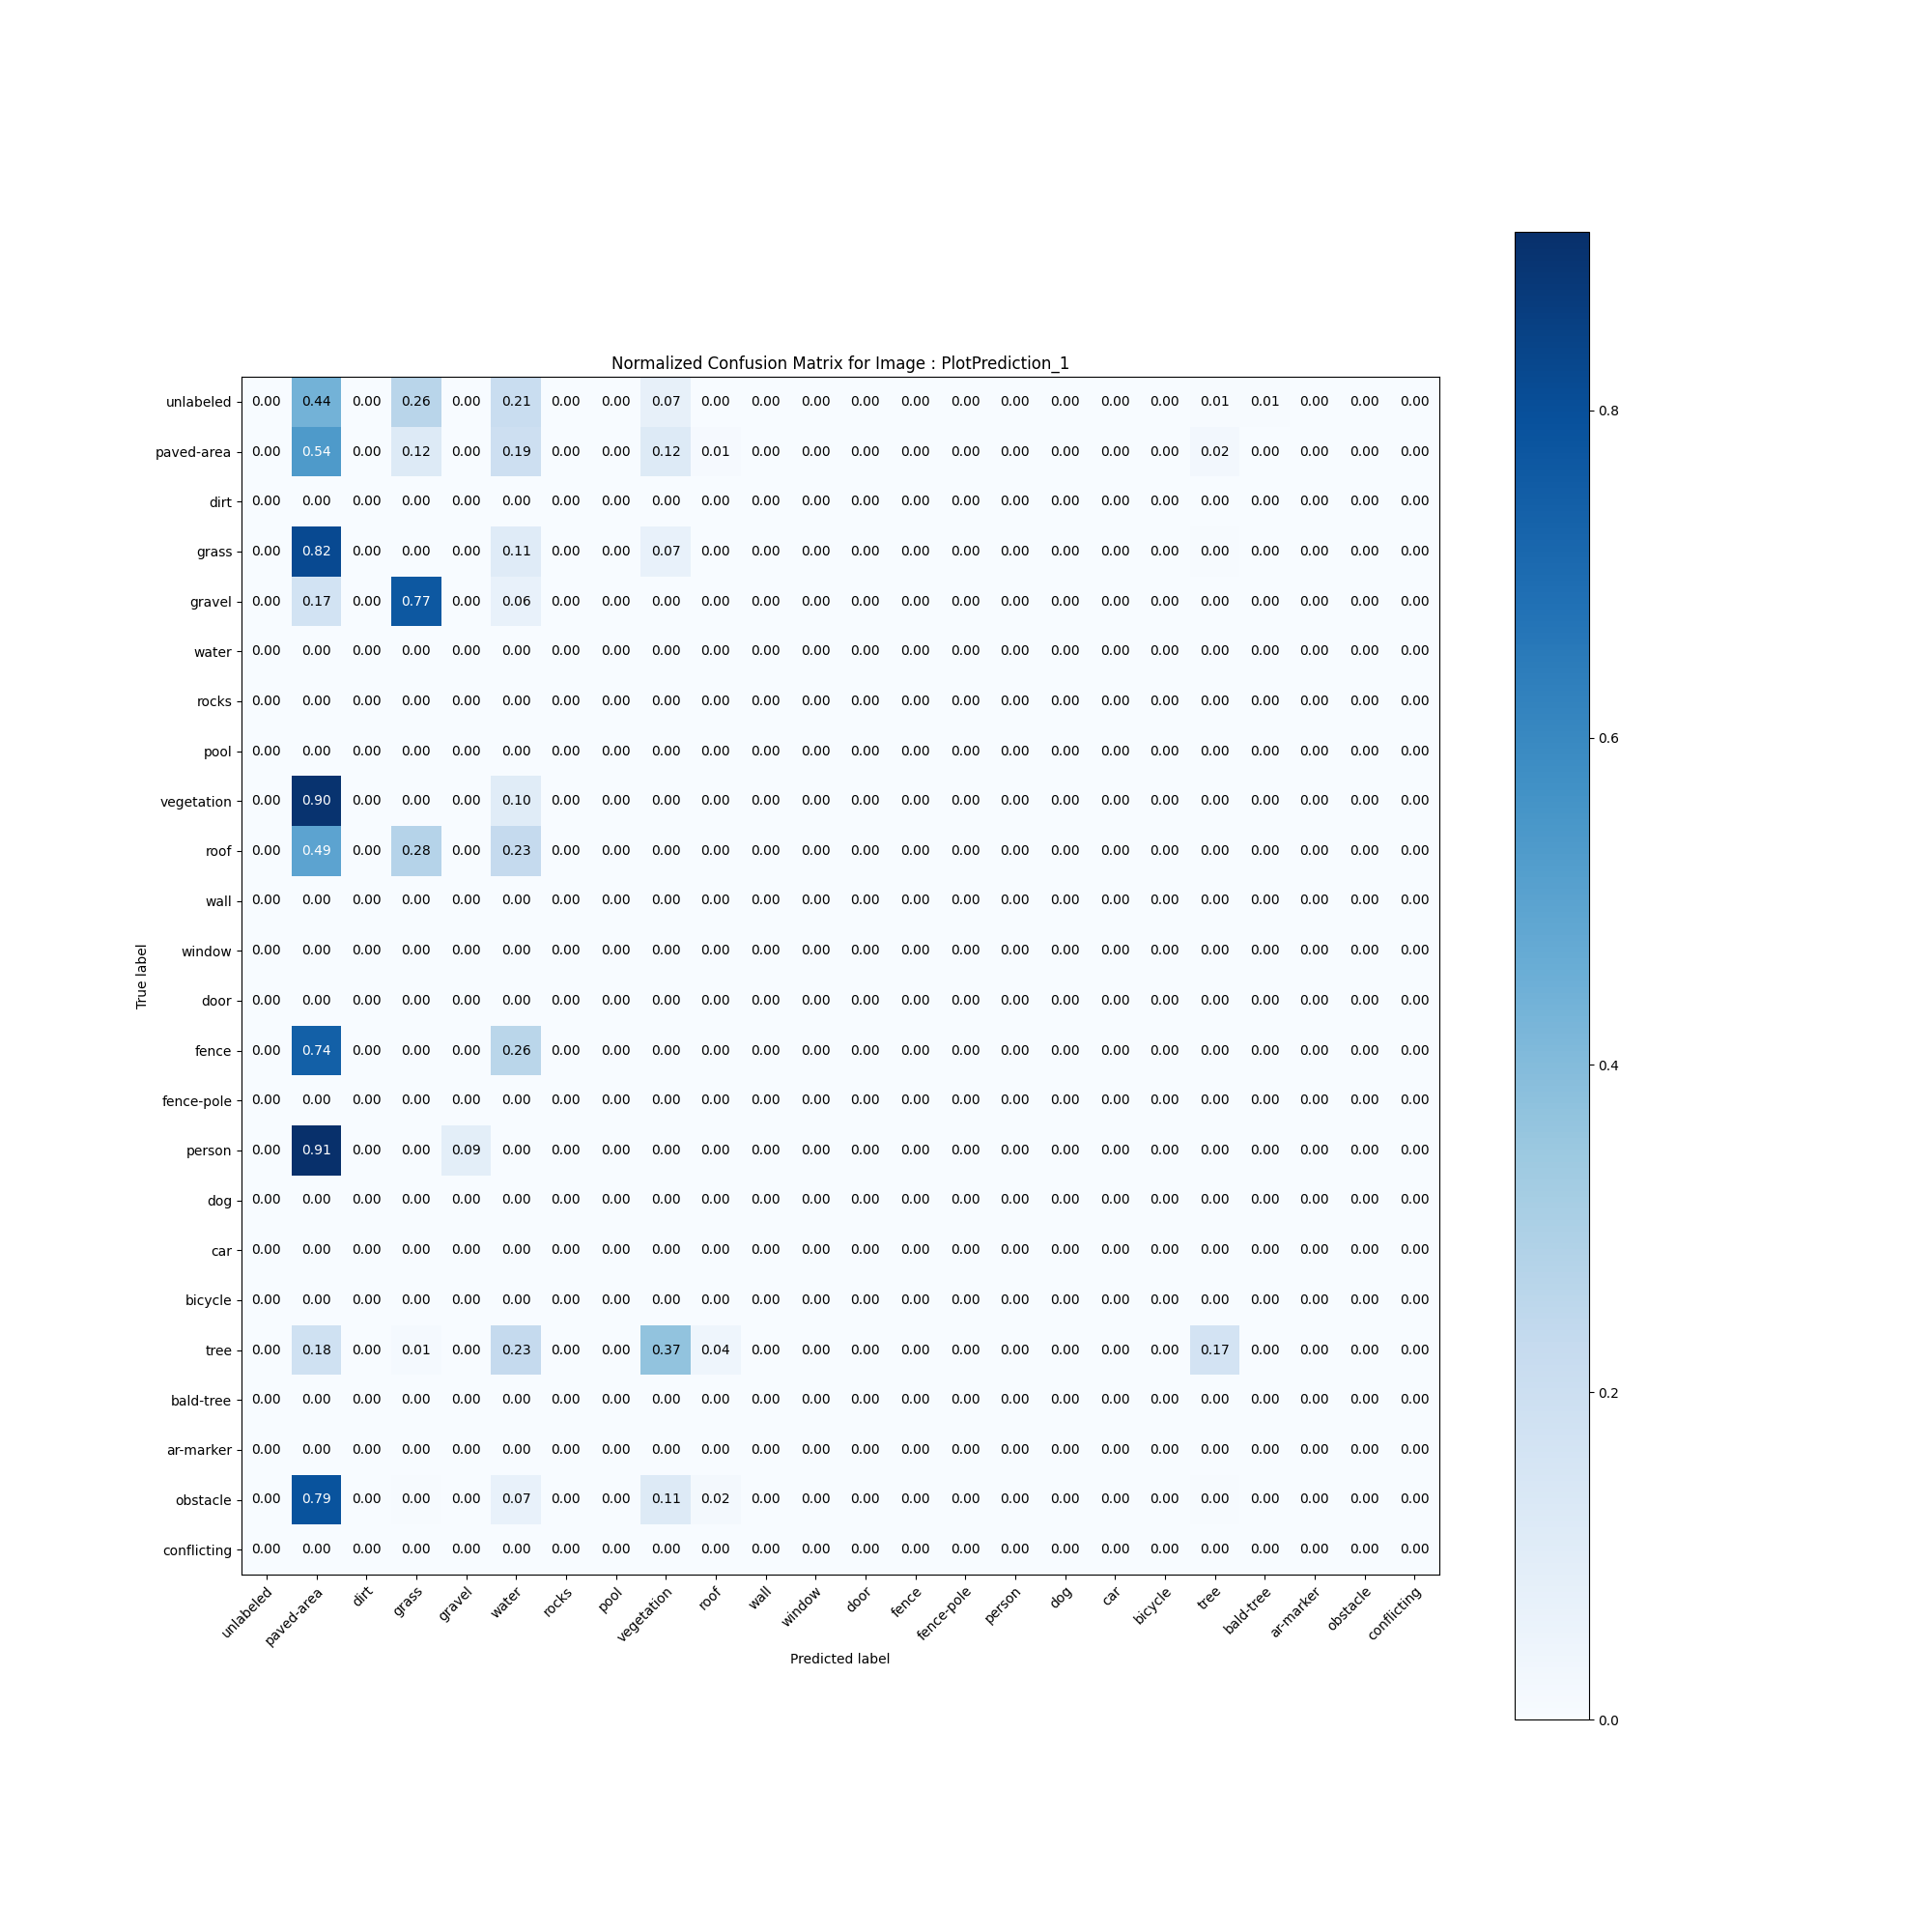 Normalized Confusion Matrix for Image : PlotPrediction_1
unlabeled 0.00 0.44 0.00 0.26 0.00 0.21 0.00 0.00 0.07 0.00 0.00 0.00 0.00 0.00 0.00 0.00 0.00 0.00 0.00 0.01 0.01 0.00 0.00 0.00
paved-area 0.00 0.54 0.00 0.12 0.00 0.19 0.00 0.00 0.12 0.01 0.00 0.00 0.00 0.00 0.00 0.00 0.00 0.00 0.00 0.02 0.00 0.00 0.00 0.00
dirt 0.00 0.00 0.00 0.00 0.00 0.00 0.00 0.00 0.00 0.00 0.00 0.00 0.00 0.00 0.00 0.00 0.00 0.00 0.00 0.00 0.00 0.00 0.00 0.00
grass 0.00 0.82 0.00 0.00 0.00 0.11 0.00 0.00 0.07 0.00 0.00 0.00 0.00 0.00 0.00 0.00 0.00 0.00 0.00 0.00 0.00 0.00 0.00 0.00
gravel 0.00 0.17 0.00 0.77 0.00 0.06 0.00 0.00 0.00 0.00 0.00 0.00 0.00 0.00 0.00 0.00 0.00 0.00 0.00 0.00 0.00 0.00 0.00 0.00
water 0.00 0.00 0.00 0.00 0.00 0.00 0.00 0.00 0.00 0.00 0.00 0.00 0.00 0.00 0.00 0.00 0.00 0.00 0.00 0.00 0.00 0.00 0.00 0.00
rocks 0.00 0.00 0.00 0.00 0.00 0.00 0.00 0.00 0.00 0.00 0.00 0.00 0.00 0.00 0.00 0.00 0.00 0.00 0.00 0.00 0.00 0.00 0.00 0.00
pool 0.00 0.00 0.00 0.00 0.00 0.00 0.00 0.00 0.00 0.00 0.00 0.00 0.00 0.00 0.00 0.00 0.00 0.00 0.00 0.00 0.00 0.00 0.00 0.00
vegetation 0.00 0.90 0.00 0.00 0.00 0.10 0.00 0.00 0.00 0.00 0.00 0.00 0.00 0.00 0.00 0.00 0.00 0.00 0.00 0.00 0.00 0.00 0.00 0.00
roof 0.00 0.49 0.00 0.28 0.00 0.23 0.00 0.00 0.00 0.00 0.00 0.00 0.00 0.00 0.00 0.00 0.00 0.00 0.00 0.00 0.00 0.00 0.00 0.00
wall 0.00 0.00 0.00 0.00 0.00 0.00 0.00 0.00 0.00 0.00 0.00 0.00 0.00 0.00 0.00 0.00 0.00 0.00 0.00 0.00 0.00 0.00 0.00 0.00
window 0.00 0.00 0.00 0.00 0.00 0.00 0.00 0.00 0.00 0.00 0.00 0.00 0.00 0.00 0.00 0.00 0.00 0.00 0.00 0.00 0.00 0.00 0.00 0.00
door 0.00 0.00 0.00 0.00 0.00 0.00 0.00 0.00 0.00 0.00 0.00 0.00 0.00 0.00 0.00 0.00 0.00 0.00 0.00 0.00 0.00 0.00 0.00 0.00
fence 0.00 0.74 0.00 0.00 0.00 0.26 0.00 0.00 0.00 0.00 0.00 0.00 0.00 0.00 0.00 0.00 0.00 0.00 0.00 0.00 0.00 0.00 0.00 0.00
fence-pole 0.00 0.00 0.00 0.00 0.00 0.00 0.00 0.00 0.00 0.00 0.00 0.00 0.00 0.00 0.00 0.00 0.00 0.00 0.00 0.00 0.00 0.00 0.00 0.00
person 0.00 0.91 0.00 0.00 0.09 0.00 0.00 0.00 0.00 0.00 0.00 0.00 0.00 0.00 0.00 0.00 0.00 0.00 0.00 0.00 0.00 0.00 0.00 0.00
dog 0.00 0.00 0.00 0.00 0.00 0.00 0.00 0.00 0.00 0.00 0.00 0.00 0.00 0.00 0.00 0.00 0.00 0.00 0.00 0.00 0.00 0.00 0.00 0.00
car 0.00 0.00 0.00 0.00 0.00 0.00 0.00 0.00 0.00 0.00 0.00 0.00 0.00 0.00 0.00 0.00 0.00 0.00 0.00 0.00 0.00 0.00 0.00 0.00
bicycle 0.00 0.00 0.00 0.00 0.00 0.00 0.00 0.00 0.00 0.00 0.00 0.00 0.00 0.00 0.00 0.00 0.00 0.00 0.00 0.00 0.00 0.00 0.00 0.00
tree 0.00 0.18 0.00 0.01 0.00 0.23 0.00 0.00 0.37 0.04 0.00 0.00 0.00 0.00 0.00 0.00 0.00 0.00 0.00 0.17 0.00 0.00 0.00 0.00
bald-tree 0.00 0.00 0.00 0.00 0.00 0.00 0.00 0.00 0.00 0.00 0.00 0.00 0.00 0.00 0.00 0.00 0.00 0.00 0.00 0.00 0.00 0.00 0.00 0.00
ar-marker 0.00 0.00 0.00 0.00 0.00 0.00 0.00 0.00 0.00 0.00 0.00 0.00 0.00 0.00 0.00 0.00 0.00 0.00 0.00 0.00 0.00 0.00 0.00 0.00
obstacle 0.00 0.79 0.00 0.00 0.00 0.07 0.00 0.00 0.11 0.02 0.00 0.00 0.00 0.00 0.00 0.00 0.00 0.00 0.00 0.00 0.00 0.00 0.00 0.00
conflicting 0.00 0.00 0.00 0.00 0.00 0.00 0.00 0.00 0.00 0.00 0.00 0.00 0.00 0.00 0.00 0.00 0.00 0.00 0.00 0.00 0.00 0.00 0.00 0.00
unlabeled paved-area dirt grass gravel water rocks pool vegetation roof wall window door fence fence-pole person dog car bicycle tree bald-tree ar-marker obstacle conflicting
Predicted label
True label
0.8
0.6
0.4
0.2
0.0